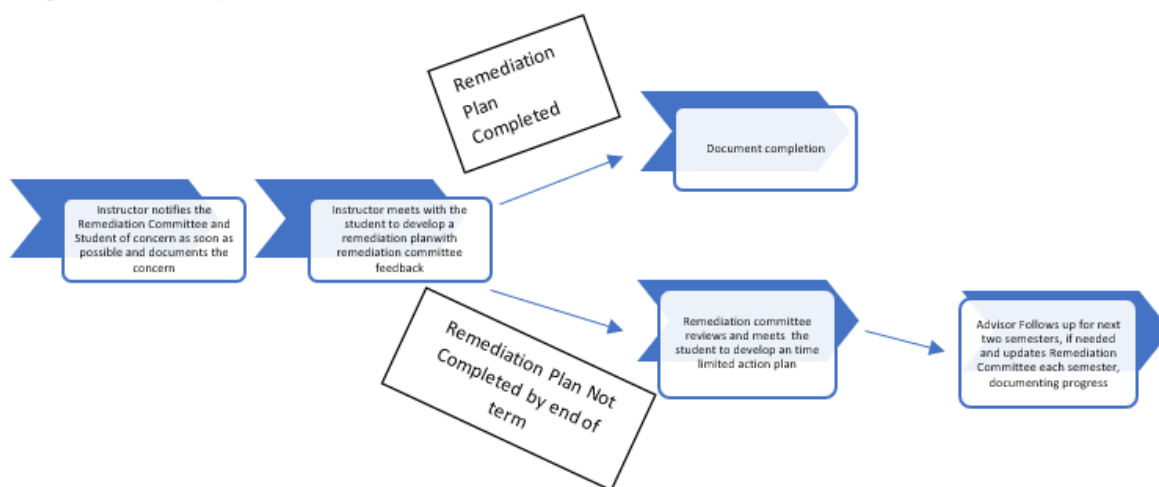 Remediation
Plan
Completed
Document completion
Instructor notifies the
Remediation Committee and
Student of concern as soon as
possible and documents the
concern
Instructor meets with the
student to develop a
remediation planwith
remediation committee
feedback
Remediation Plan Not
Completed by end of
term
Remediation committee
reviews and meets the
student to develop an time
limited action plan
Advisor Follows up for next
two semesters, if needed
and updates Remediation
Committee each semester,
documenting progress